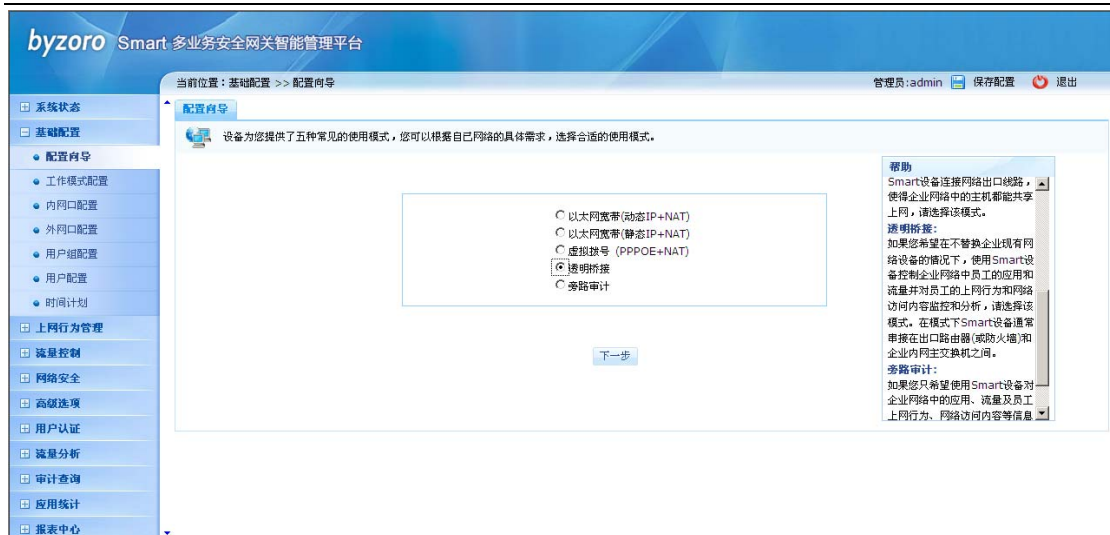 byzoro Smart 多业务安全网关智能管理平台
当前位置：基础配置 >> 配置向导
管理员:admin 保存配置 退出
系统状态
基础配置
配置向导
工作模式配置
内网口配置
外网口配置
用户组配置
用户配置
时间计划
上网行为管理
流量控制
网络安全
高级选项
用户认证
流量分析
审计查询
应用统计
报表中心
配置向导
设备为您提供了五种常见的使用模式，您可以根据自己网络的具体需求，选择合适的使用模式。
以太网宽带(动态IP+NAT)
以太网宽带(静态IP+NAT)
虚拟拨号 (PPPOE+NAT)
透明桥接
旁路审计
下一步
帮助
Smart设备连接网络出口线路，
使得企业网络中的主机都能共享
上网，请选择该模式。
透明桥接：
如果您希望在不替换企业现有网
络设备的情况下，使用Smart设
备控制企业网络中员工的应用和
流量并对员工的上网行为和网络
访问内容监控和分析，请选择该
模式。在模式下Smart设备通常
串接在出口路由器(或防火墙)和
企业内网主交换机之间。
旁路审计：
如果您只希望使用Smart设备对
企业网络中的应用、流量及员工
上网行为、网络访问内容等信息